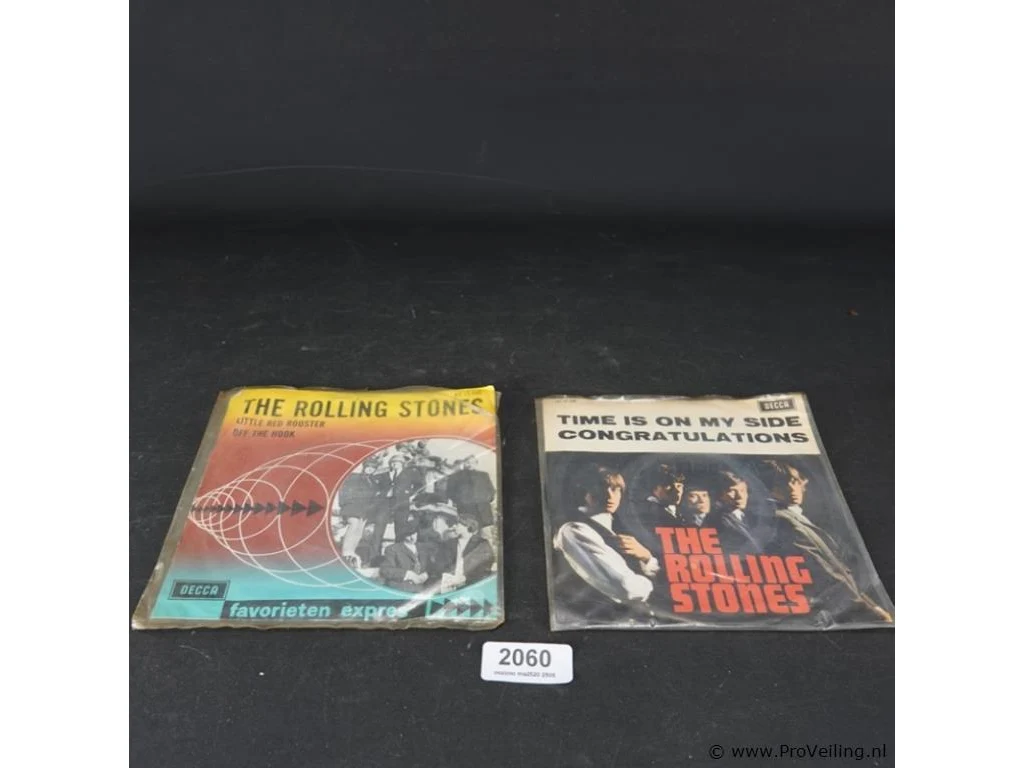 THE ROLLING STONES
LITTLE RED ROOSTER
OFF THE HOOK
DECCA
favorieten expres
DECCA
TIME IS ON MY SIDE
CONGRATULATIONS
THE
ROLLING
STONES
2060
© www.ProVeiling.nl